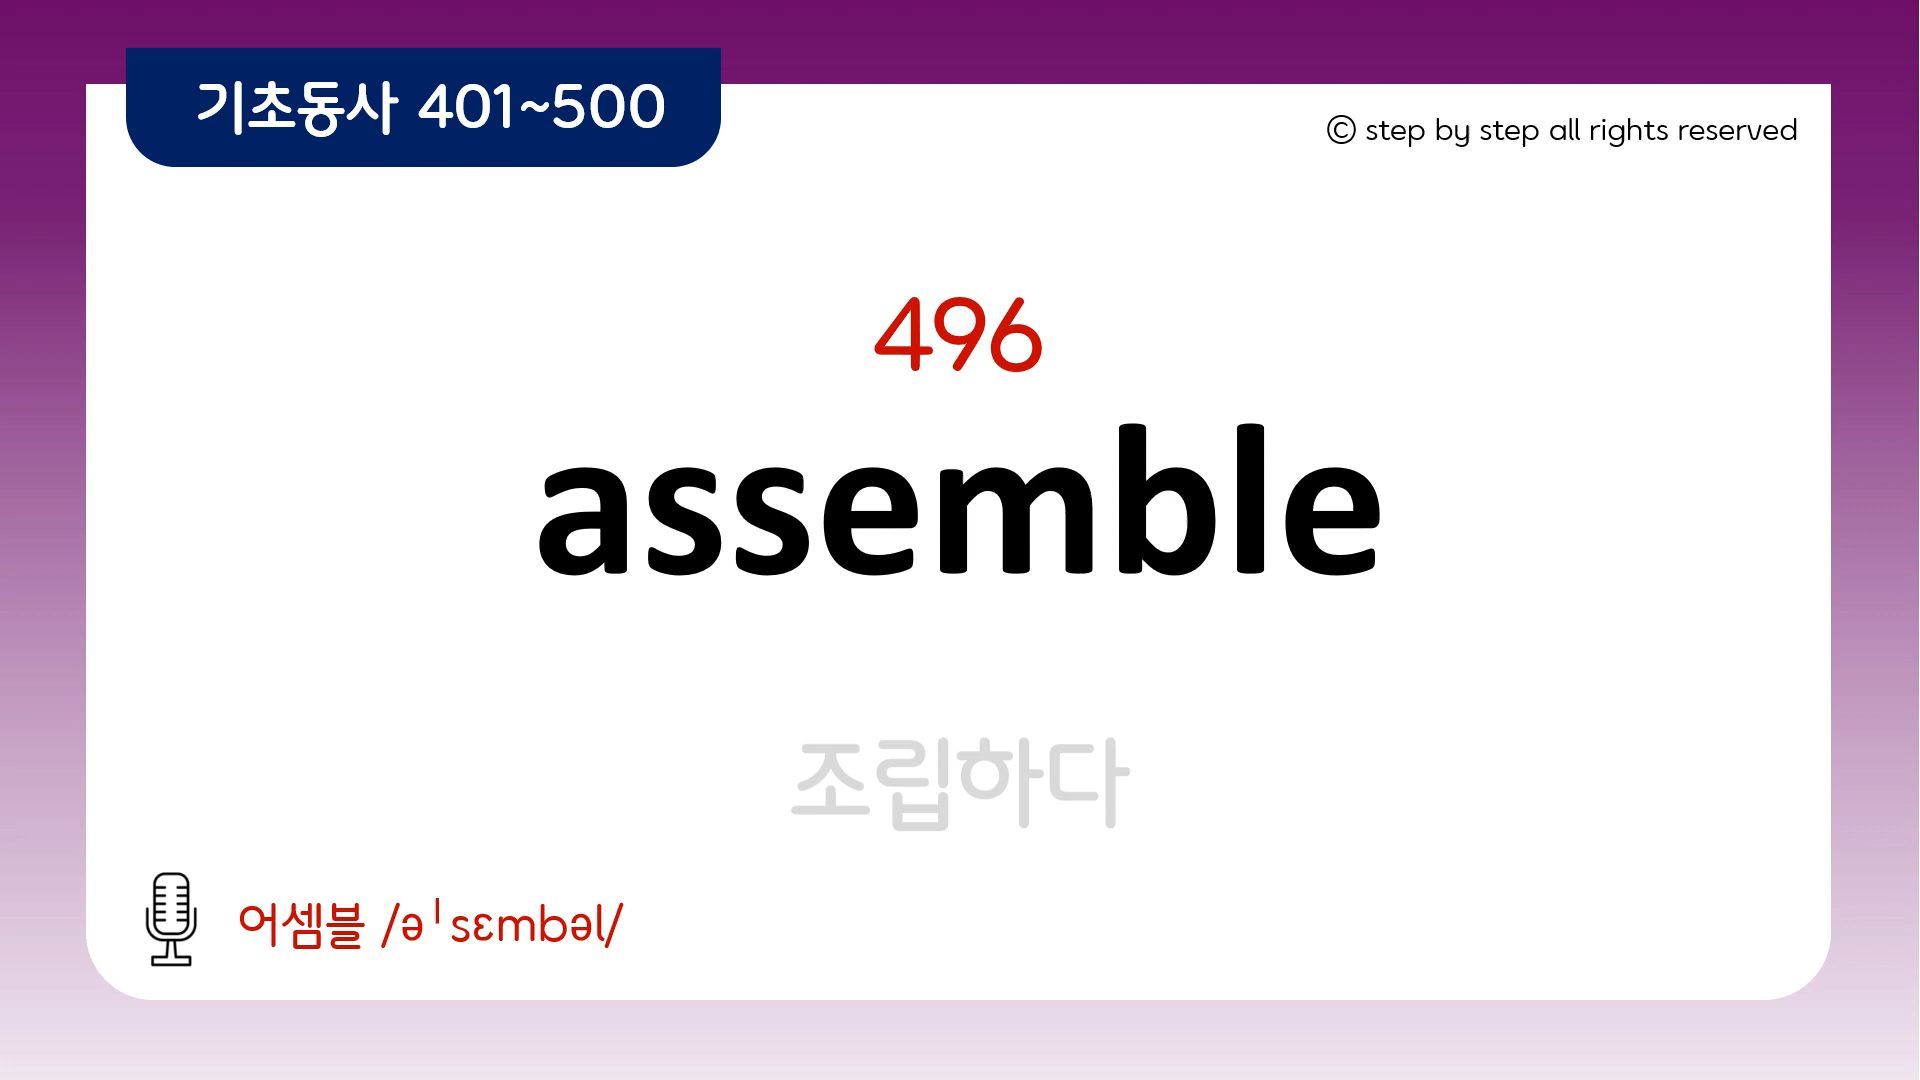 기초동사 401~500
© step by step all rights reserved
496
assemble
조립하다
어셈블 /əˈsɛmbəl/